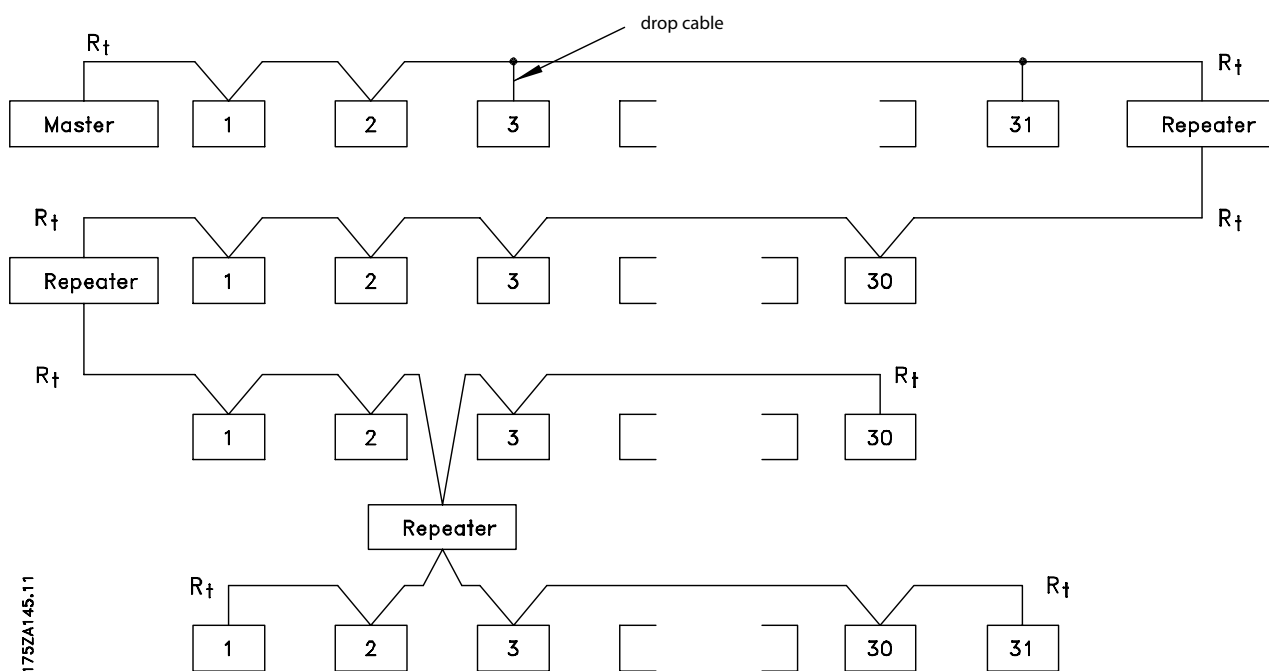 drop cable
Rt Rt
Master 1 2 3 31 Repeater
Rt Rt
Repeater 1 2 3 30
Rt Rt
1 2 3 30
Repeater
Rt Rt
1 2 3 30 31
175ZA145.11